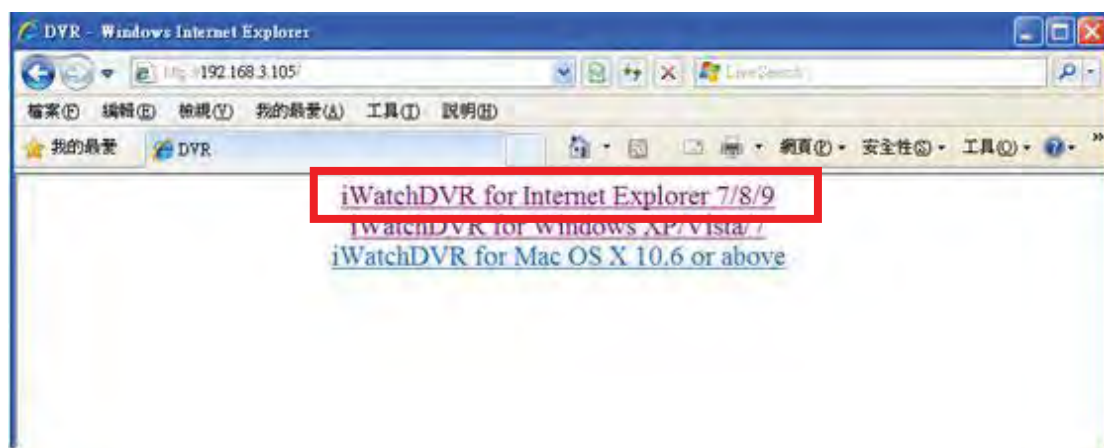 DVR - Windows Internet Explorer
192.168.3.105/
Live Search
檔案(F) 編輯(E) 檢視(V) 我的最愛(A) 工具(T) 說明(H)
我的最愛 DVR 網頁(P) 安全性(S) 工具(O)
iWatchDVR for Internet Explorer 7/8/9
iWatchDVR for Windows XP/Vista/7
iWatchDVR for Mac OS X 10.6 or above